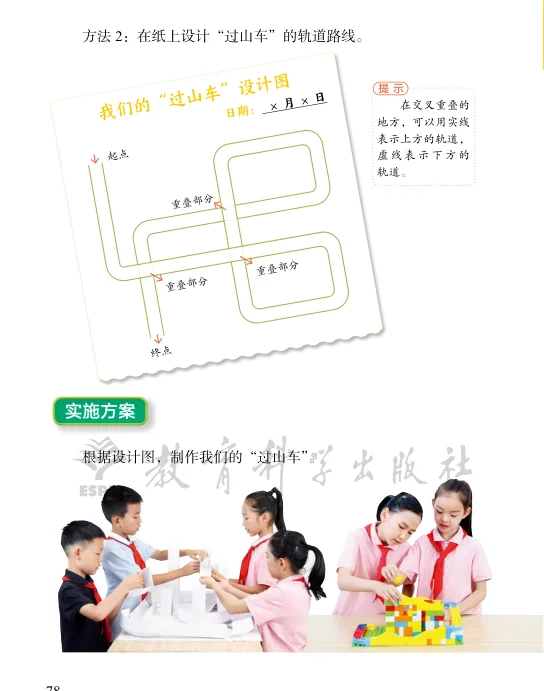 方法 2：在纸上设计“过山车”的轨道路线。
我们的“过山车”设计图
日期： × 月 × 日
提 示
在交叉重叠的
地方，可以用实线
表示上方的轨道，
虚线表示下方的
轨道。
起点
重叠部分
重叠部分
重叠部分
终点
实施方案
根据设计图，制作我们的“过山车”。
教育科学出版社
78